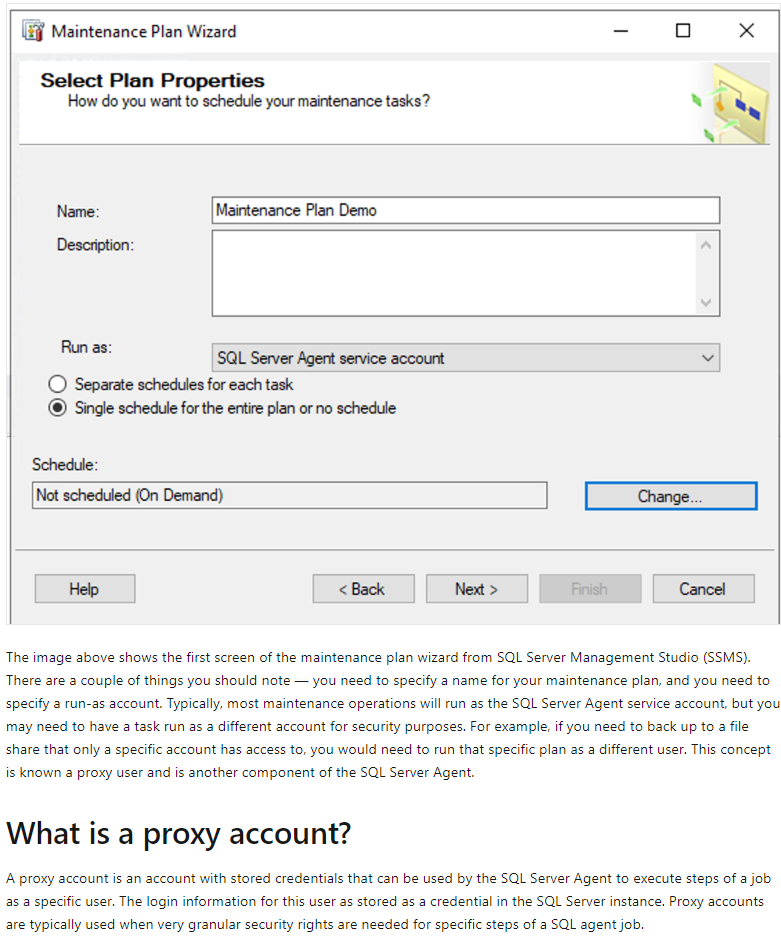 Maintenance Plan Wizard
Select Plan Properties
How do you want to schedule your maintenance tasks?
Name:
Maintenance Plan Demo
Description:
Run as:
SQL Server Agent service account
Separate schedules for each task
Single schedule for the entire plan or no schedule
Schedule:
Not scheduled (On Demand)
Change...
Help
< Back
Next >
Finish
Cancel
The image above shows the first screen of the maintenance plan wizard from SQL Server Management Studio (SSMS).
There are a couple of things you should note — you need to specify a name for your maintenance plan, and you need to
specify a run-as account. Typically, most maintenance operations will run as the SQL Server Agent service account, but you
may need to have a task run as a different account for security purposes. For example, if you need to back up to a file
share that only a specific account has access to, you would need to run that specific plan as a different user. This concept
is known a proxy user and is another component of the SQL Server Agent.
What is a proxy account?
A proxy account is an account with stored credentials that can be used by the SQL Server Agent to execute steps of a job
as a specific user. The login information for this user as stored as a credential in the SQL Server instance. Proxy accounts
are typically used when very granular security rights are needed for specific steps of a SQL agent job.